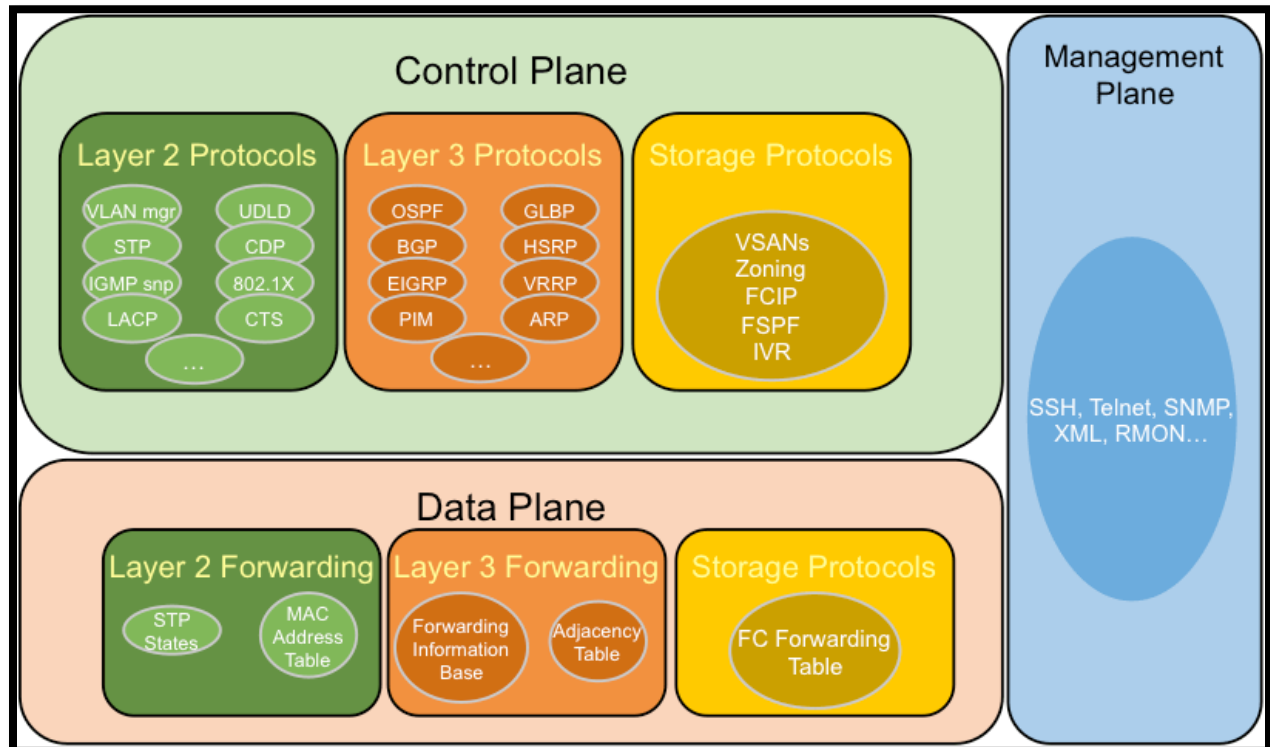 Control Plane
Management
Plane
Layer 2 Protocols
VLAN mgr
UDLD
STP
CDP
IGMP snp
802.1X
LACP
CTS
...
Layer 3 Protocols
OSPF
GLBP
BGP
HSRP
EIGRP
VRRP
PIM
ARP
...
Storage Protocols
VSANs
Zoning
FCIP
FSPF
IVR
SSH, Telnet, SNMP,
XML, RMON...
Data Plane
Layer 2 Forwarding
STP
States
MAC
Address
Table
Layer 3 Forwarding
Forwarding
Information
Base
Adjacency
Table
Storage Protocols
FC Forwarding
Table